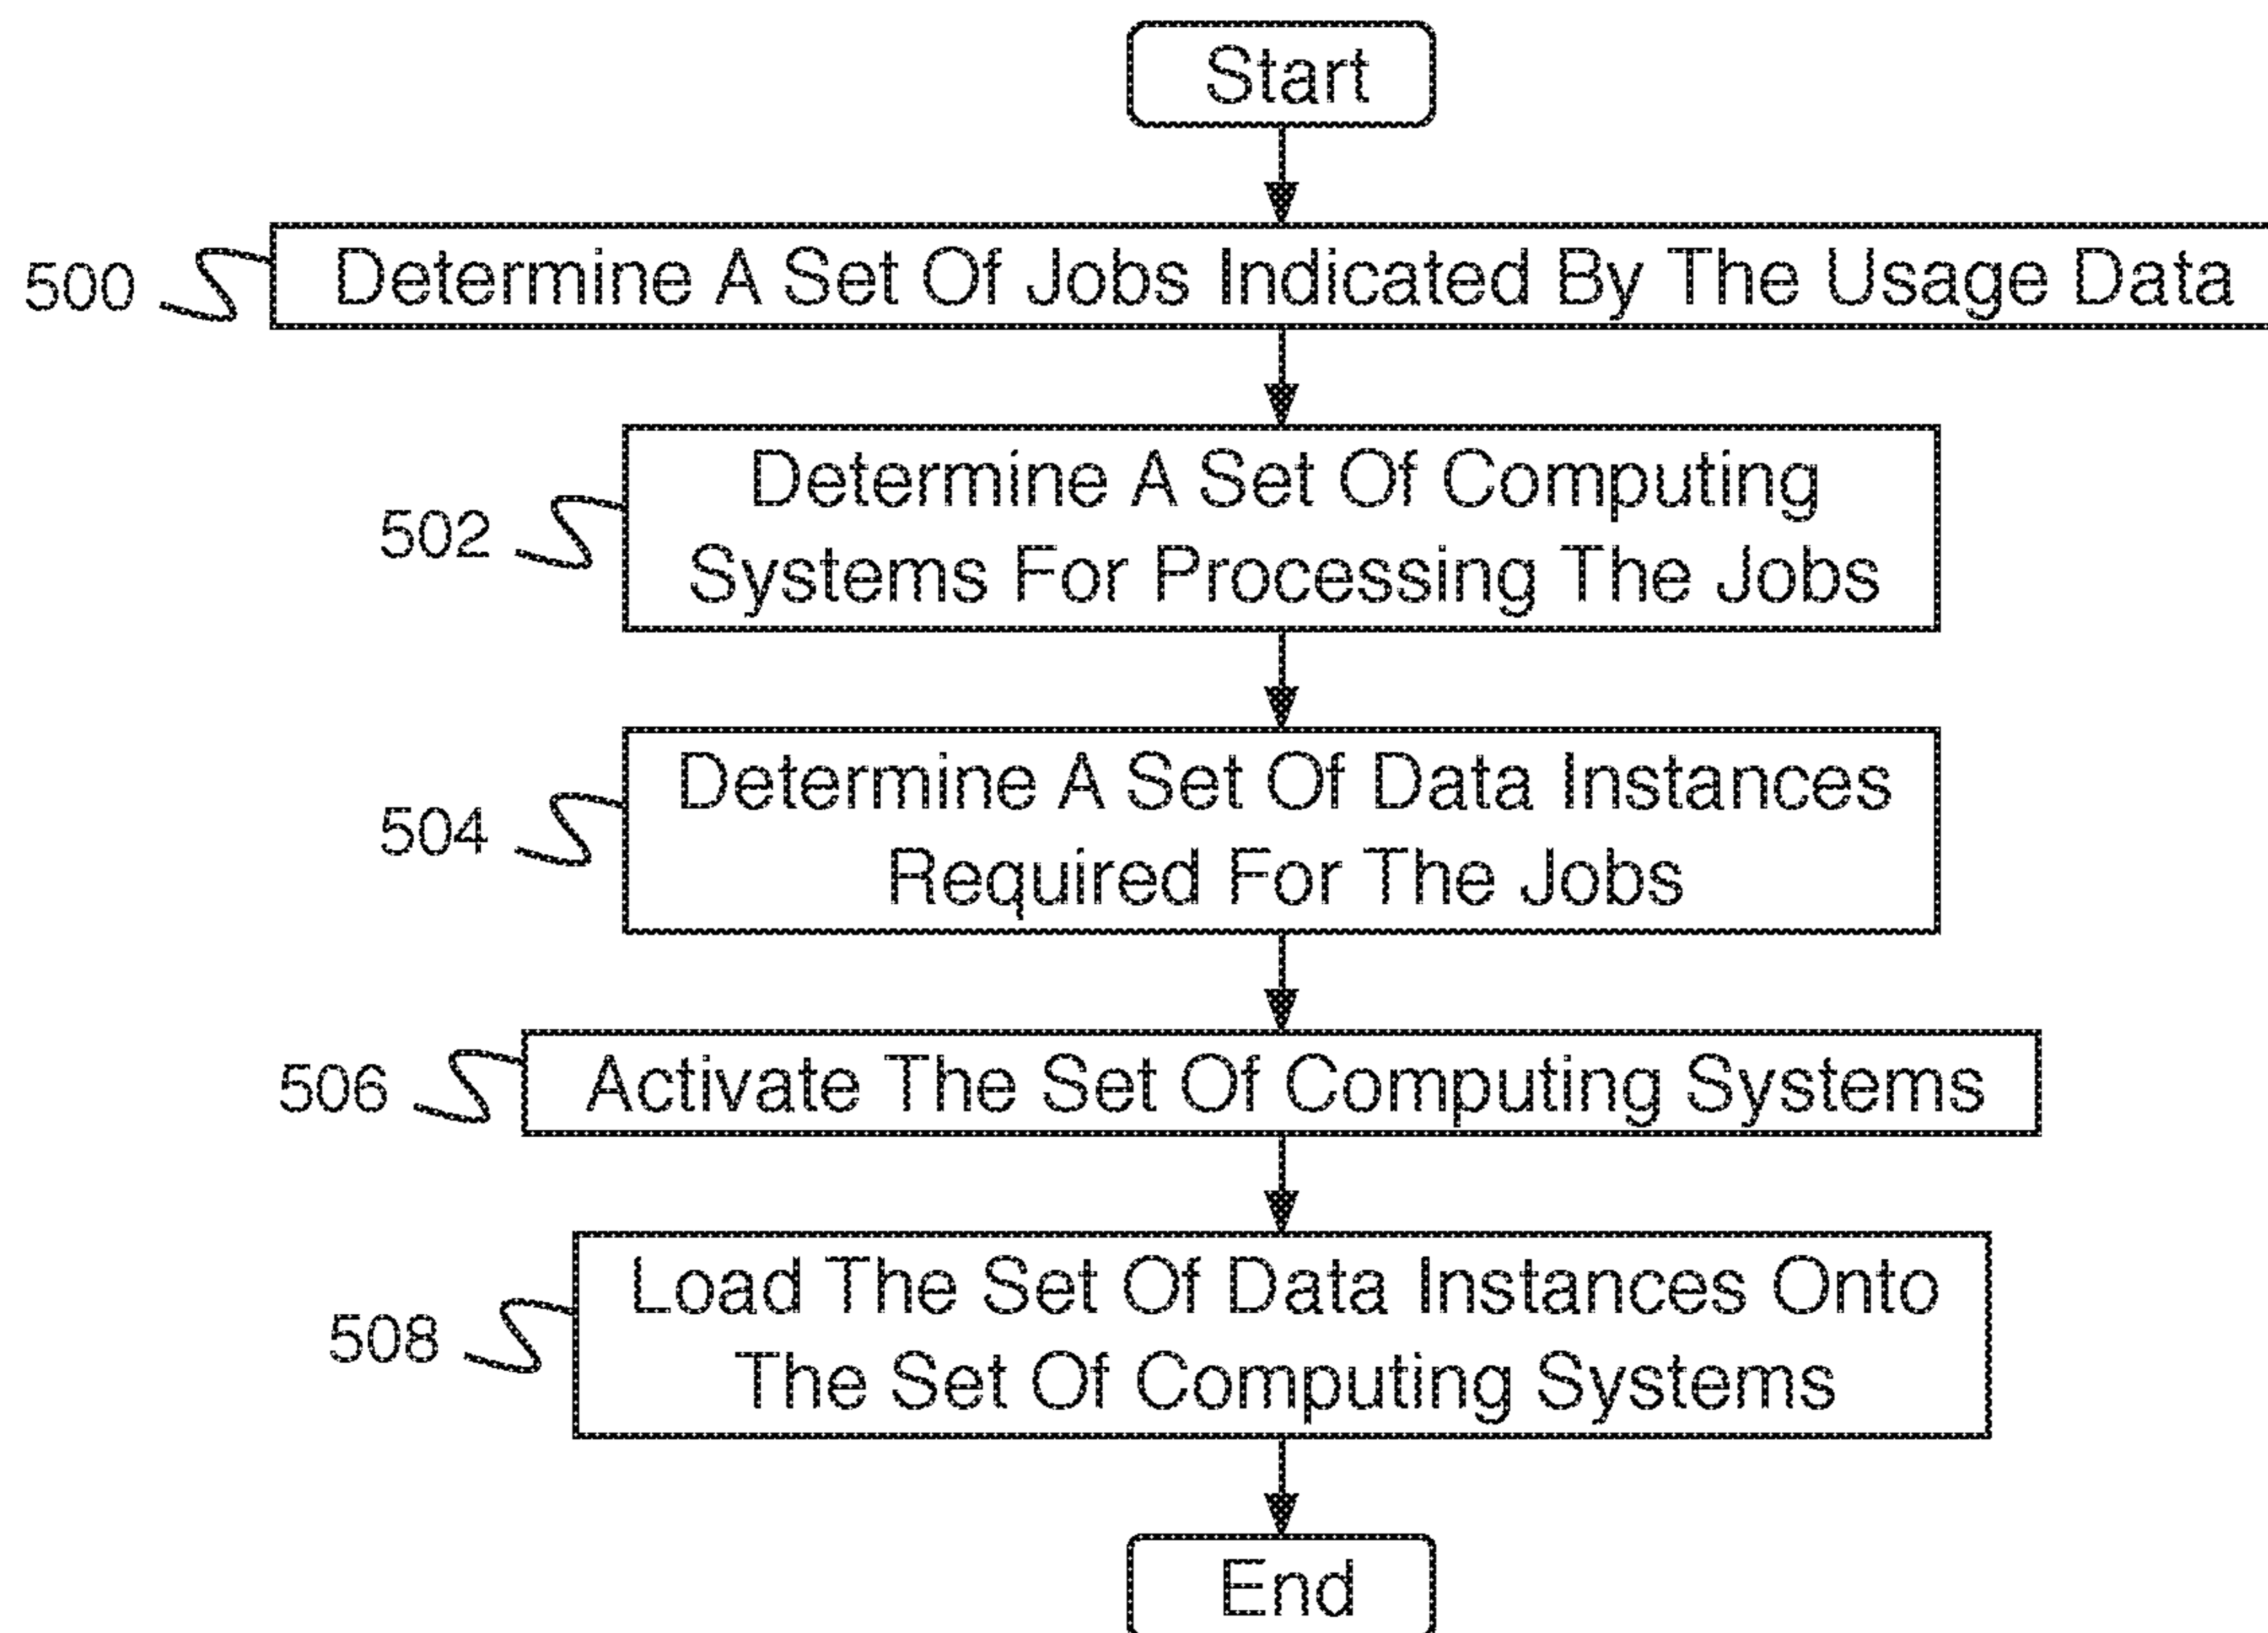 Start
500
Determine A Set Of Jobs Indicated By The Usage Data
502
Determine A Set Of Computing
Systems For Processing The Jobs
504
Determine A Set Of Data Instances
Required For The Jobs
506
Activate The Set Of Computing Systems
508
Load The Set Of Data Instances Onto
The Set Of Computing Systems
End